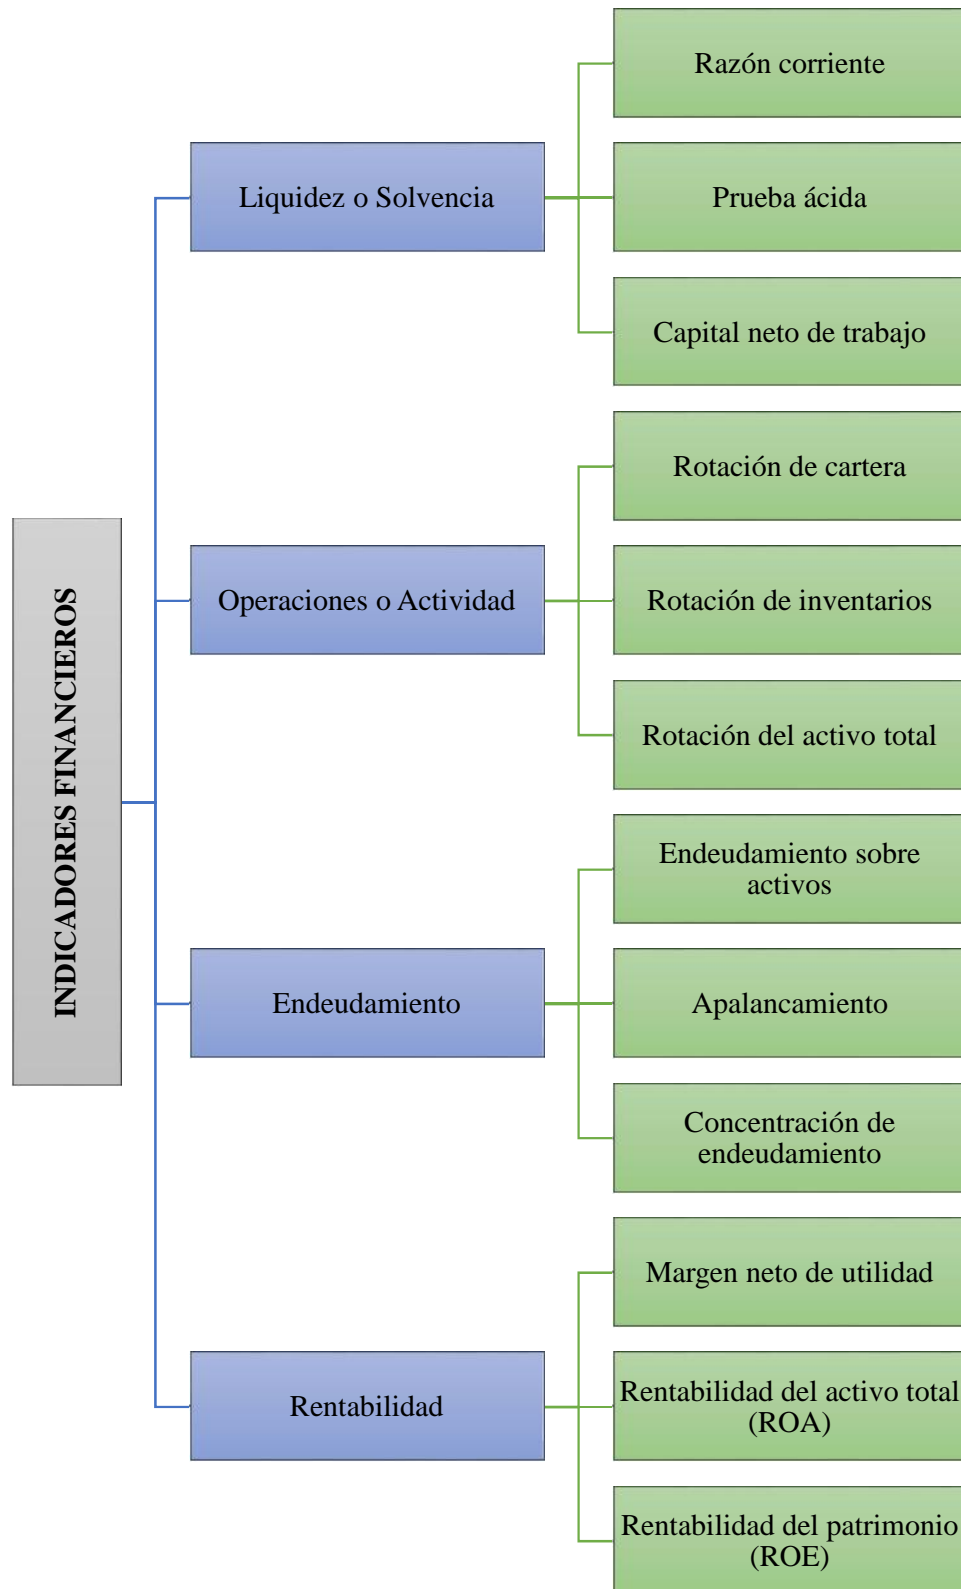 INDICADORES FINANCIEROS
Liquidez o Solvencia
Razón corriente
Prueba ácida
Capital neto de trabajo
Operaciones o Actividad
Rotación de cartera
Rotación de inventarios
Rotación del activo total
Endeudamiento
Endeudamiento sobre
activos
Apalancamiento
Concentración de
endeudamiento
Rentabilidad
Margen neto de utilidad
Rentabilidad del activo total
(ROA)
Rentabilidad del patrimonio
(ROE)